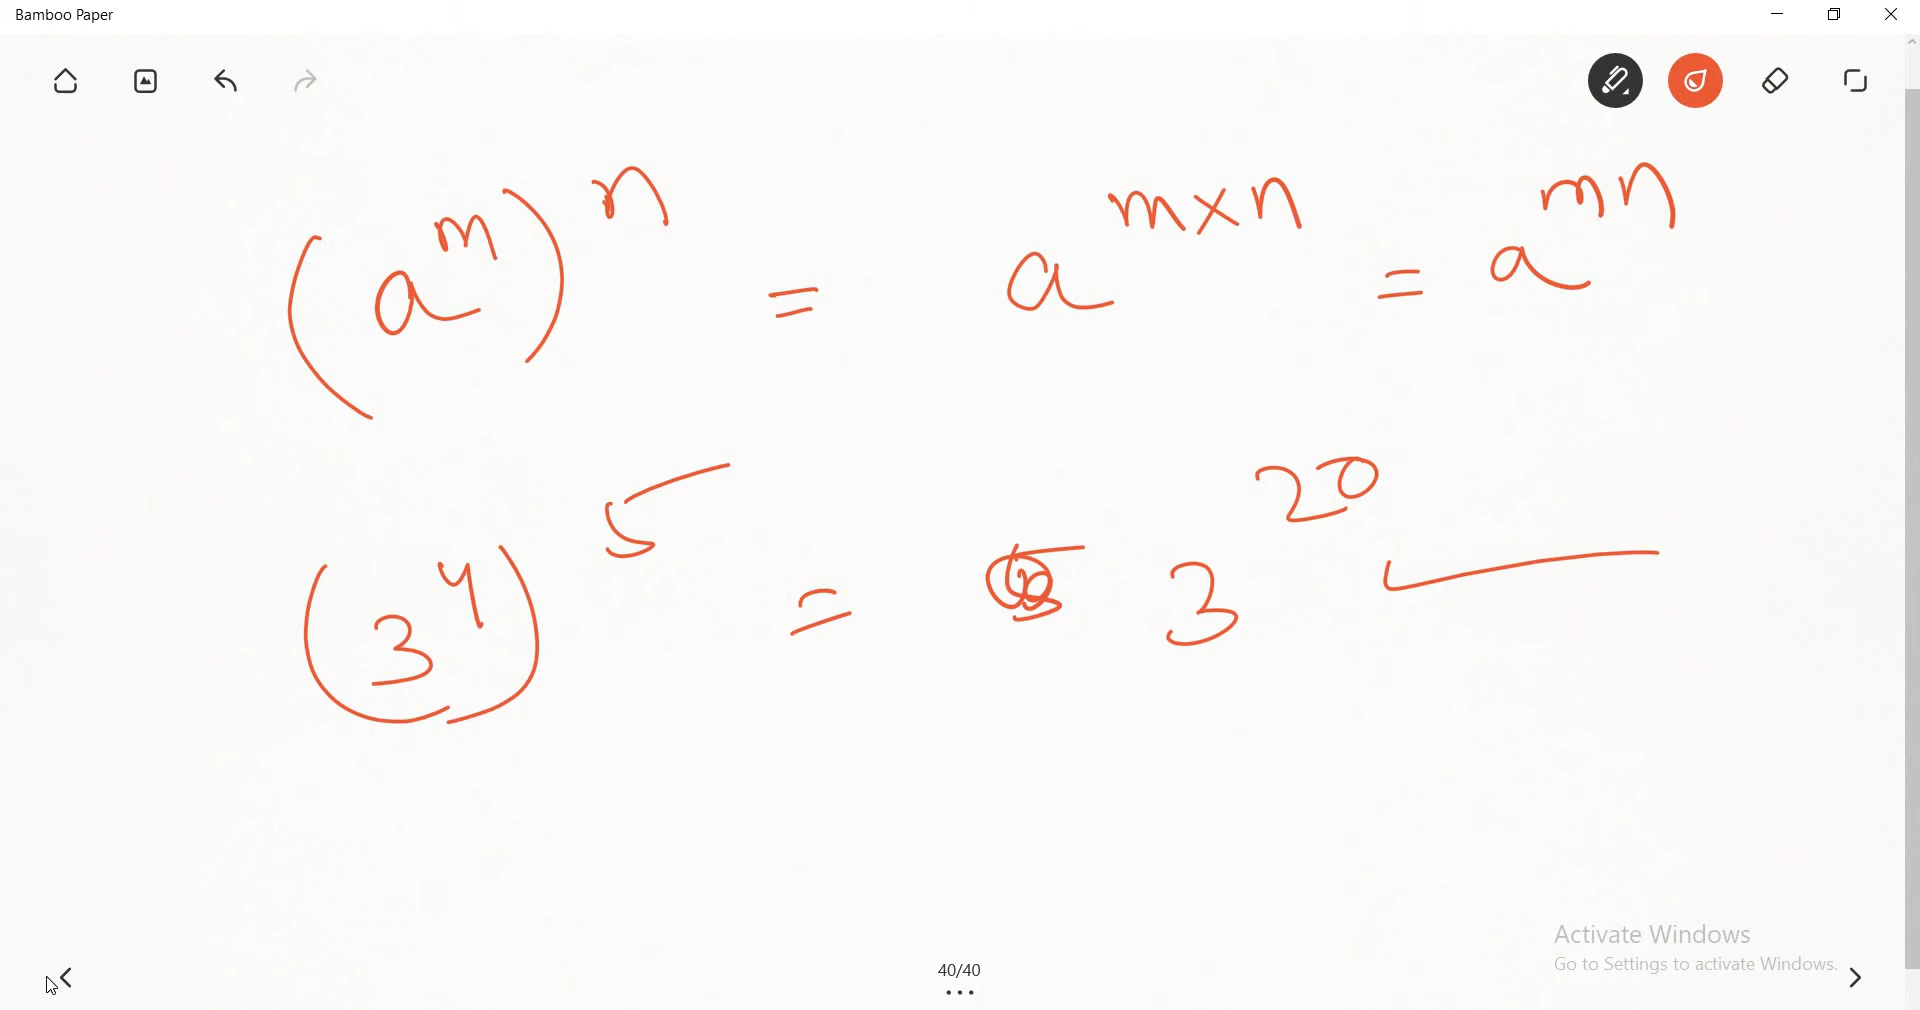 Bamboo Paper
(a^m)^n = a^(m×n) = a^(mn)
(3^4)^5 = 3^20
Activate Windows
Go to Settings to activate Windows.
40/40